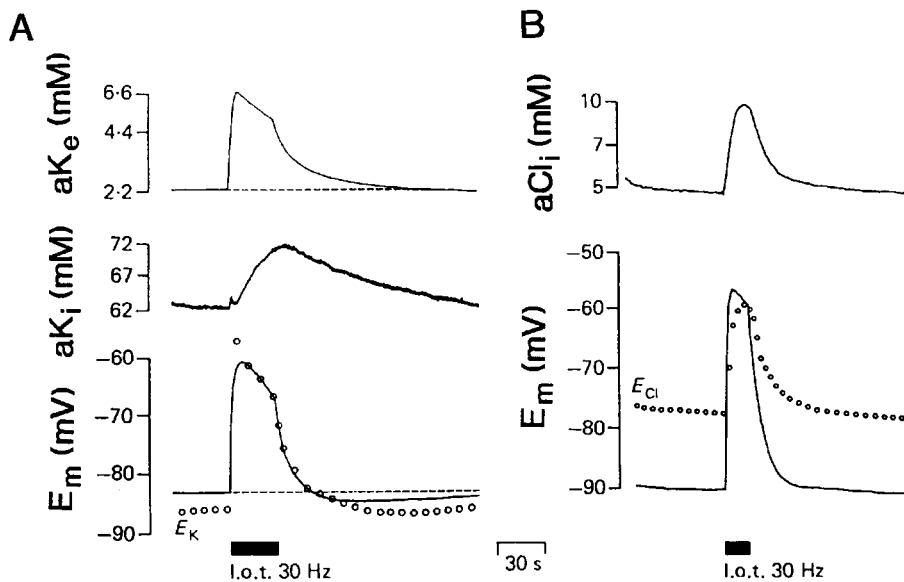 A
aKe (mM)
6·6
4·4
2·2
aKi (mM)
72
67
62
Em (mV)
−60
−70
−80
−90
EK
l.o.t. 30 Hz
30 s
B
aCli (mM)
10
7
5
Em (mV)
−50
−60
−70
−80
−90
ECl
l.o.t. 30 Hz